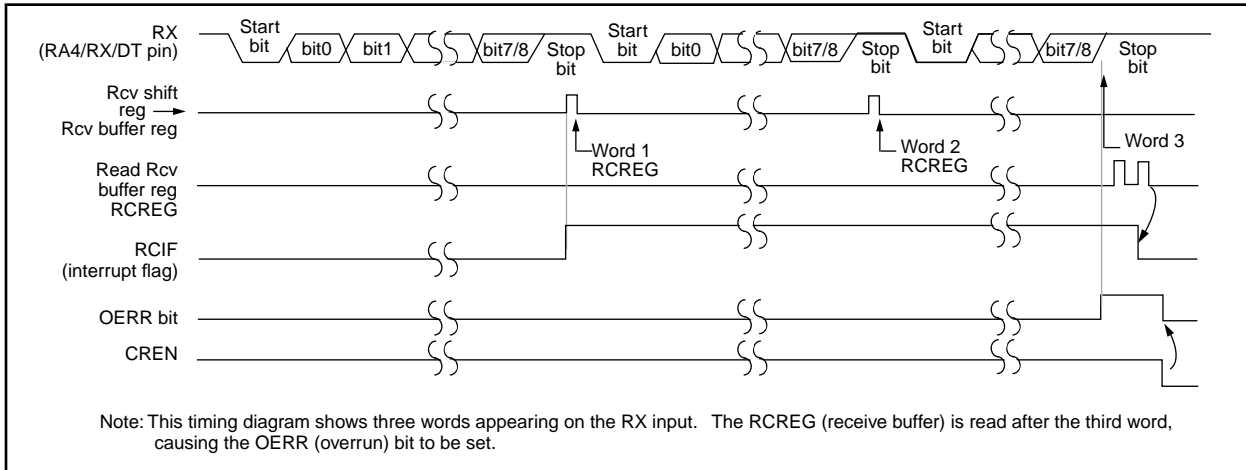 RX
(RA4/RX/DT pin)
Start
bit
bit0
bit1
bit7/8
Stop
bit
Start
bit
bit0
bit7/8
Stop
bit
Start
bit
bit7/8
Stop
bit
Rcv shift
reg
Rcv buffer reg
Word 1
RCREG
Word 2
RCREG
Word 3
Read Rcv
buffer reg
RCREG
RCIF
(interrupt flag)
OERR bit
CREN
Note: This timing diagram shows three words appearing on the RX input. The RCREG (receive buffer) is read after the third word,
causing the OERR (overrun) bit to be set.